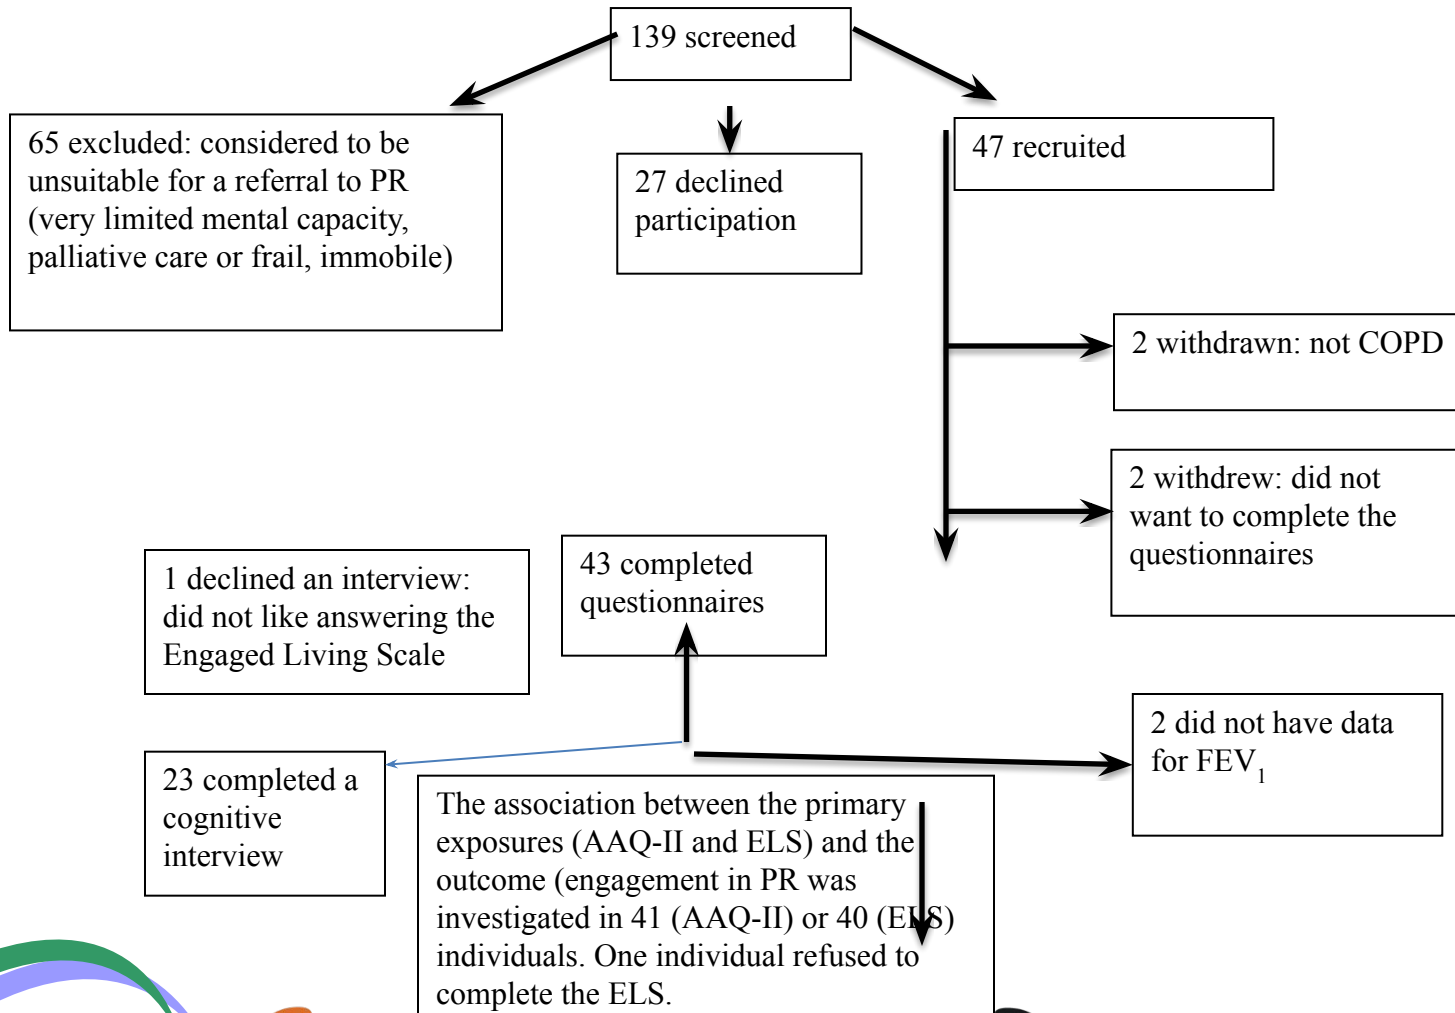 139 screened
65 excluded: considered to be
unsuitable for a referral to PR
(very limited mental capacity,
palliative care or frail, immobile)
27 declined
participation
47 recruited
2 withdrawn: not COPD
2 withdrew: did not
want to complete the
questionnaires
43 completed
questionnaires
1 declined an interview:
did not like answering the
Engaged Living Scale
2 did not have data
for FEV₁
23 completed a
cognitive
interview
The association between the primary
exposures (AAQ-II and ELS) and the
outcome (engagement in PR was
investigated in 41 (AAQ-II) or 40 (ELS)
individuals. One individual refused to
complete the ELS.